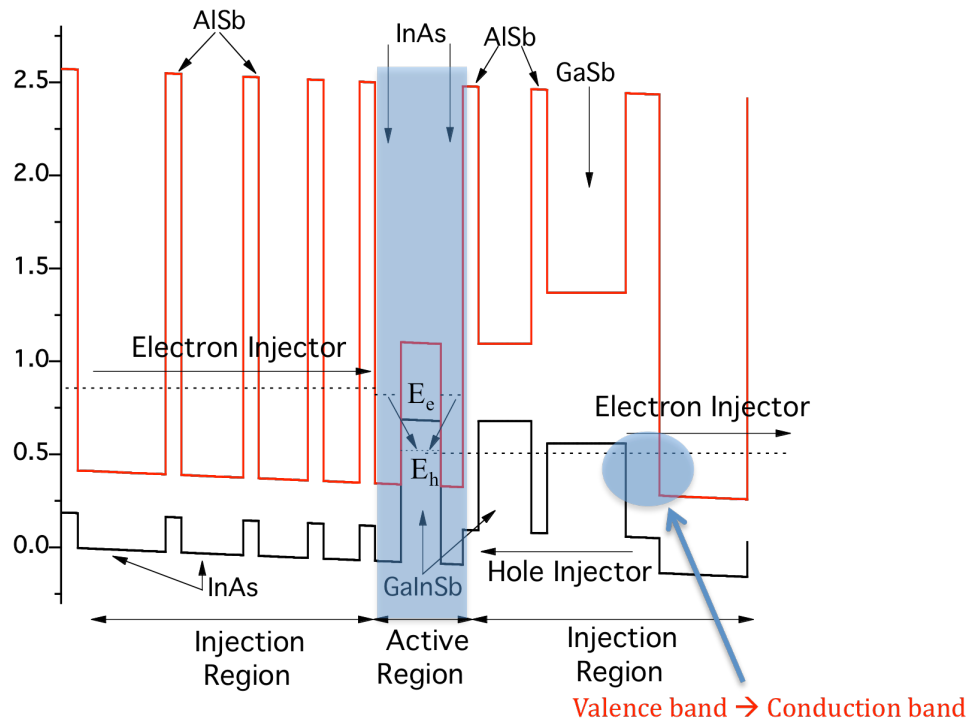 AlSb
InAs
AlSb
GaSb
2.5
2.0
1.5
1.0
0.5
0.0
Electron Injector
Electron Injector
Ee
Eh
InAs
GaInSb
Hole Injector
Injection
Region
Active
Region
Injection
Region
Valence band → Conduction band